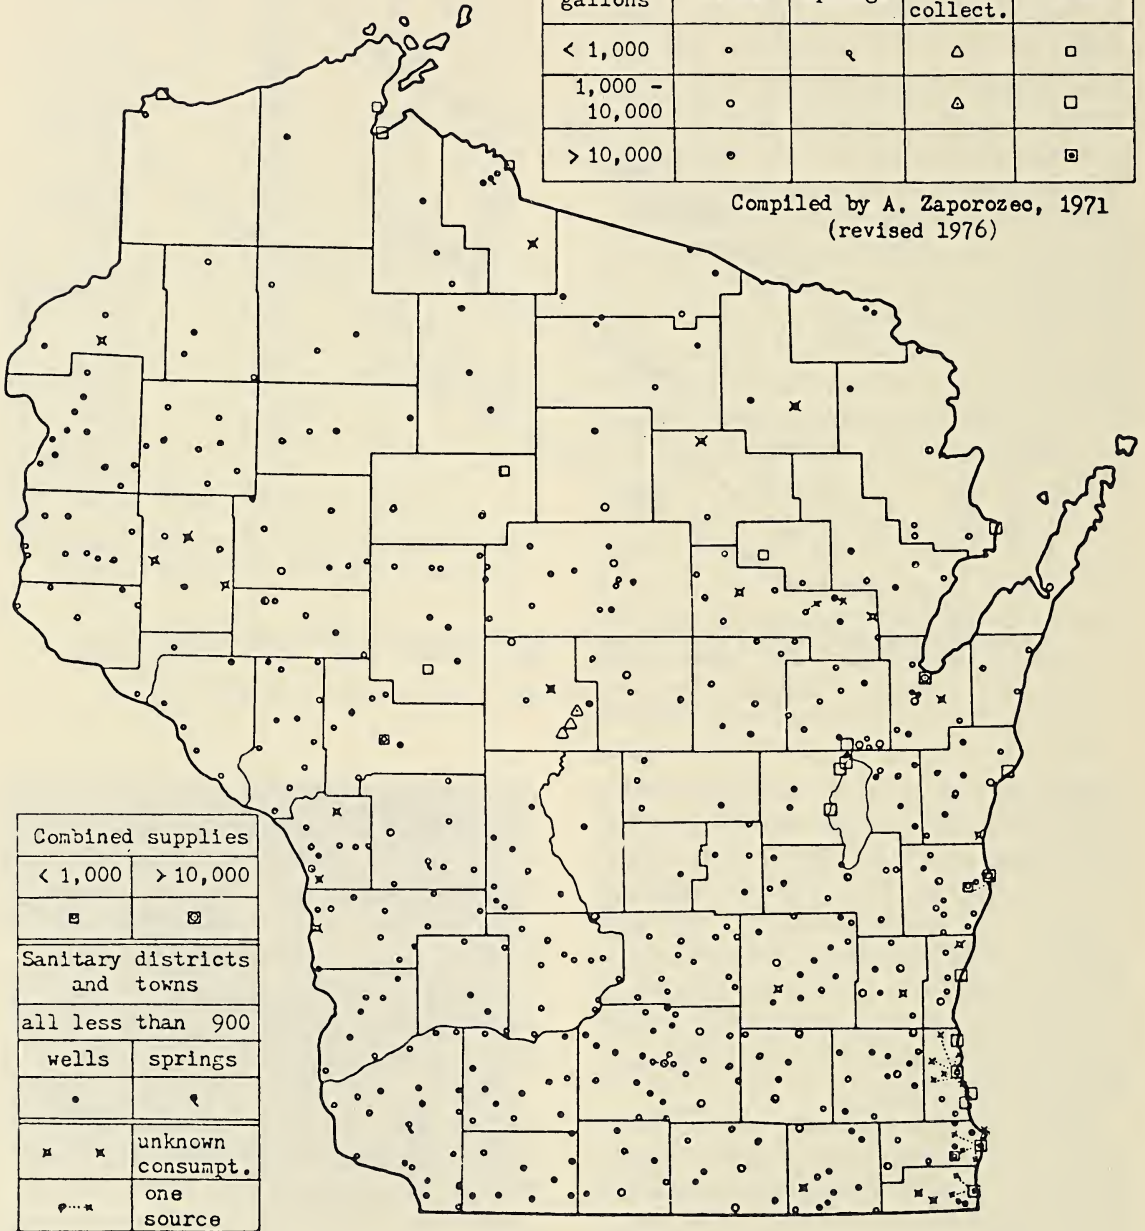 gallons
collect.
< 1,000
1,000 -
10,000
> 10,000
Compiled by A. Zaporozec, 1971
(revised 1976)
Combined supplies
< 1,000 > 10,000
Sanitary districts
and towns
all less than 900
wells springs
unknown
consumpt.
one
source